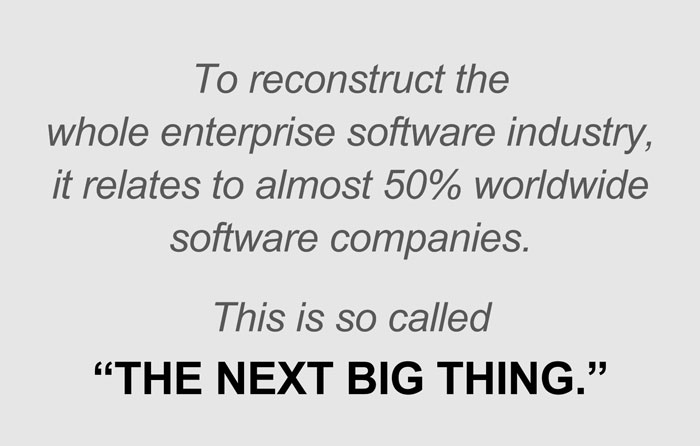 To reconstruct the
whole enterprise software industry,
it relates to almost 50% worldwide
software companies.
This is so called
“THE NEXT BIG THING.”